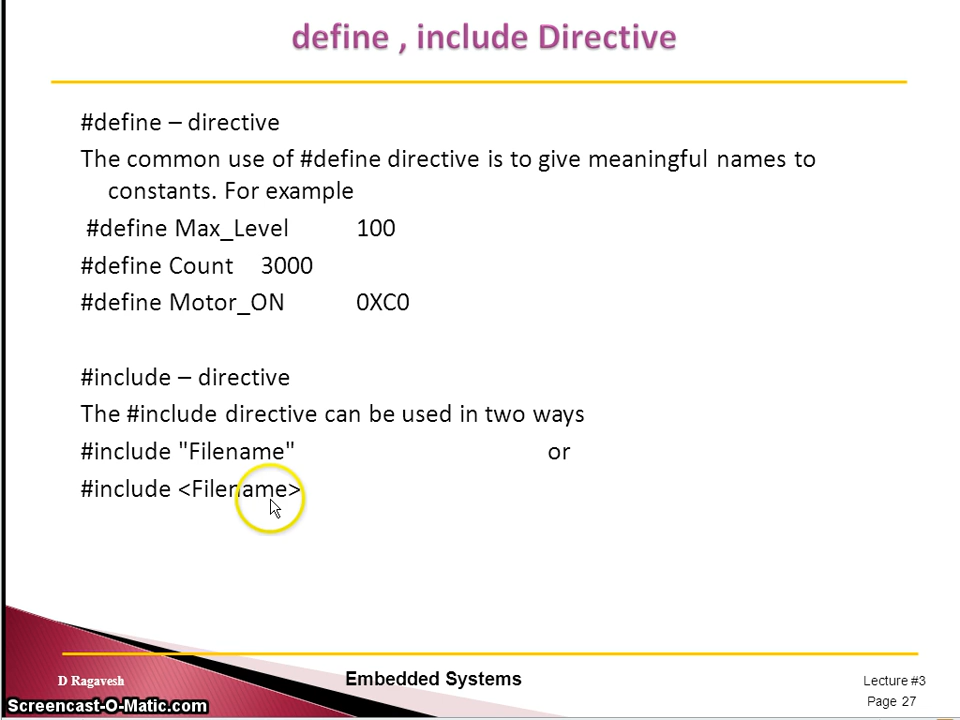 define , include Directive
#define – directive
The common use of #define directive is to give meaningful names to
constants. For example
#define Max_Level 100
#define Count 3000
#define Motor_ON 0XC0
#include – directive
The #include directive can be used in two ways
#include "Filename" or
#include <Filename>
D Ragavesh Embedded Systems Lecture #3
Page 27
Screencast-O-Matic.com